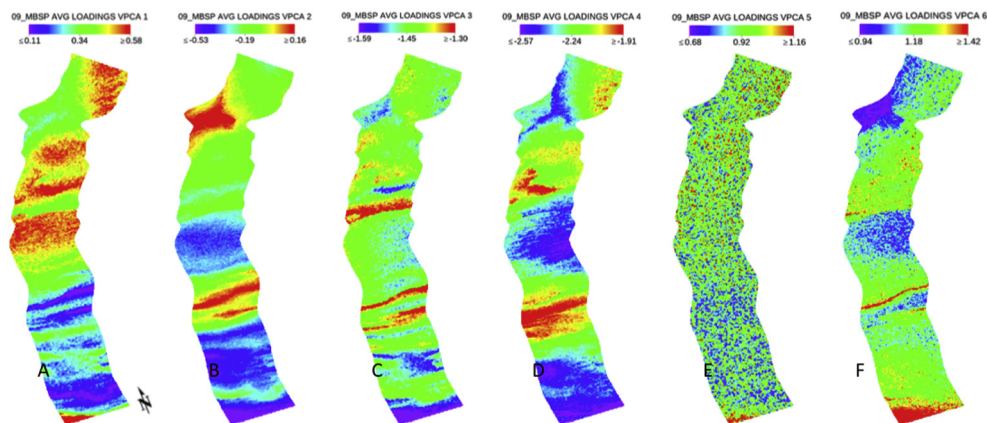 09_MBSP AVG LOADINGS VPCA 1
≤0.11 0.34 ≥0.58
09_MBSP AVG LOADINGS VPCA 2
≤-0.53 -0.19 ≥0.16
09_MBSP AVG LOADINGS VPCA 3
≤-1.59 -1.45 ≥-1.30
09_MBSP AVG LOADINGS VPCA 4
≤-2.57 -2.24 ≥-1.91
09_MBSP AVG LOADINGS VPCA 5
≤0.68 0.92 ≥1.16
09_MBSP AVG LOADINGS VPCA 6
≤0.94 1.18 ≥1.42
A
B
C
D
E
F
N